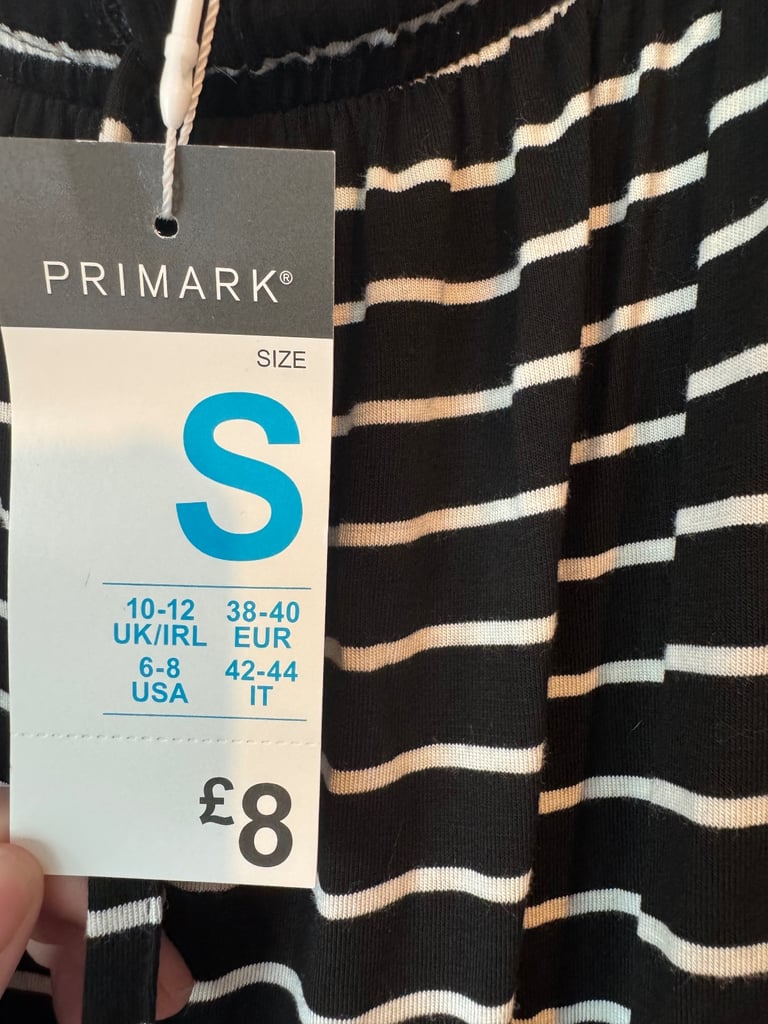 PRIMARK®
SIZE
S
10-12 38-40
UK/IRL EUR
6-8 42-44
USA IT
£8